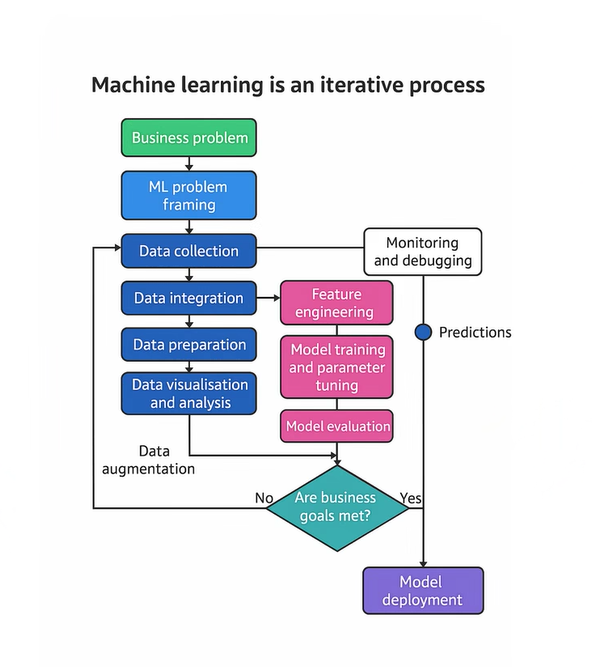 Machine learning is an iterative process
Business problem
ML problem
framing
Data collection
Monitoring
and debugging
Data integration
Feature
engineering
Predictions
Data preparation
Model training
and parameter
tuning
Data visualisation
and analysis
Model evaluation
Data
augmentation
No
Are business
goals met?
Yes
Model
deployment